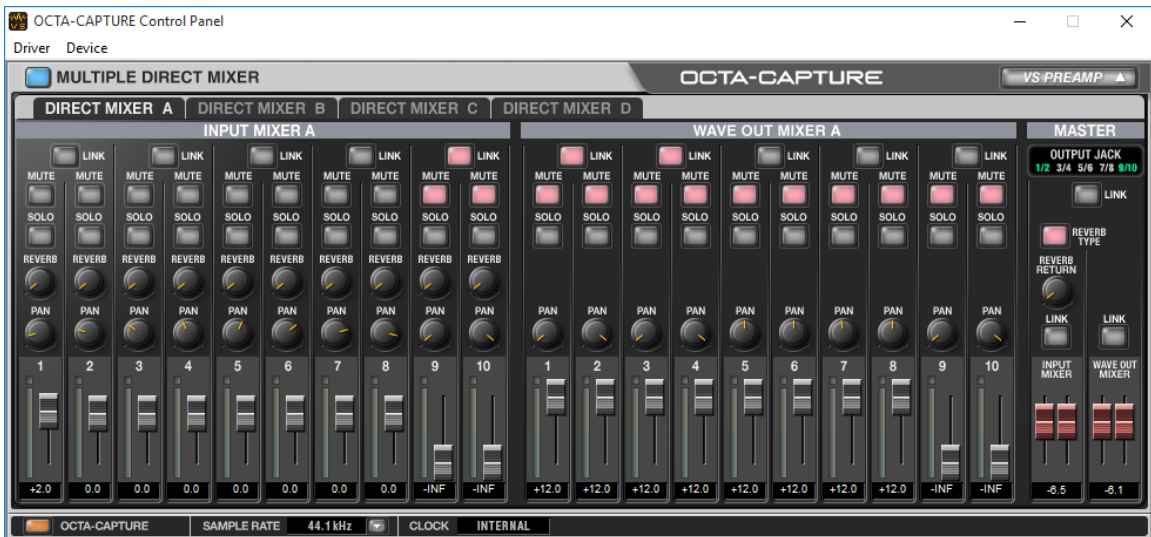 OCTA-CAPTURE Control Panel
Driver Device
MULTIPLE DIRECT MIXER OCTA-CAPTURE VS PREAMP
DIRECT MIXER A DIRECT MIXER B DIRECT MIXER C DIRECT MIXER D
INPUT MIXER A WAVE OUT MIXER A MASTER
LINK LINK LINK LINK LINK LINK LINK LINK LINK LINK OUTPUT JACK
1/2 3/4 5/6 7/8 9/10
MUTE MUTE MUTE MUTE MUTE MUTE MUTE MUTE MUTE MUTE MUTE MUTE MUTE MUTE MUTE MUTE MUTE MUTE MUTE MUTE
LINK
SOLO SOLO SOLO SOLO SOLO SOLO SOLO SOLO SOLO SOLO SOLO SOLO SOLO SOLO SOLO SOLO SOLO SOLO SOLO SOLO
REVERB
TYPE
REVERB REVERB REVERB REVERB REVERB REVERB REVERB REVERB REVERB REVERB REVERB
RETURN
PAN PAN PAN PAN PAN PAN PAN PAN PAN PAN PAN PAN PAN PAN PAN PAN PAN PAN PAN PAN LINK LINK
1 2 3 4 5 6 7 8 9 10 1 2 3 4 5 6 7 8 9 10 INPUT WAVE OUT
MIXER MIXER
+2.0 0.0 0.0 0.0 0.0 0.0 0.0 0.0 -INF -INF +12.0 +12.0 +12.0 +12.0 +12.0 +12.0 +12.0 +12.0 -INF -INF -6.5 -6.1
OCTA-CAPTURE SAMPLE RATE 44.1 kHz CLOCK INTERNAL